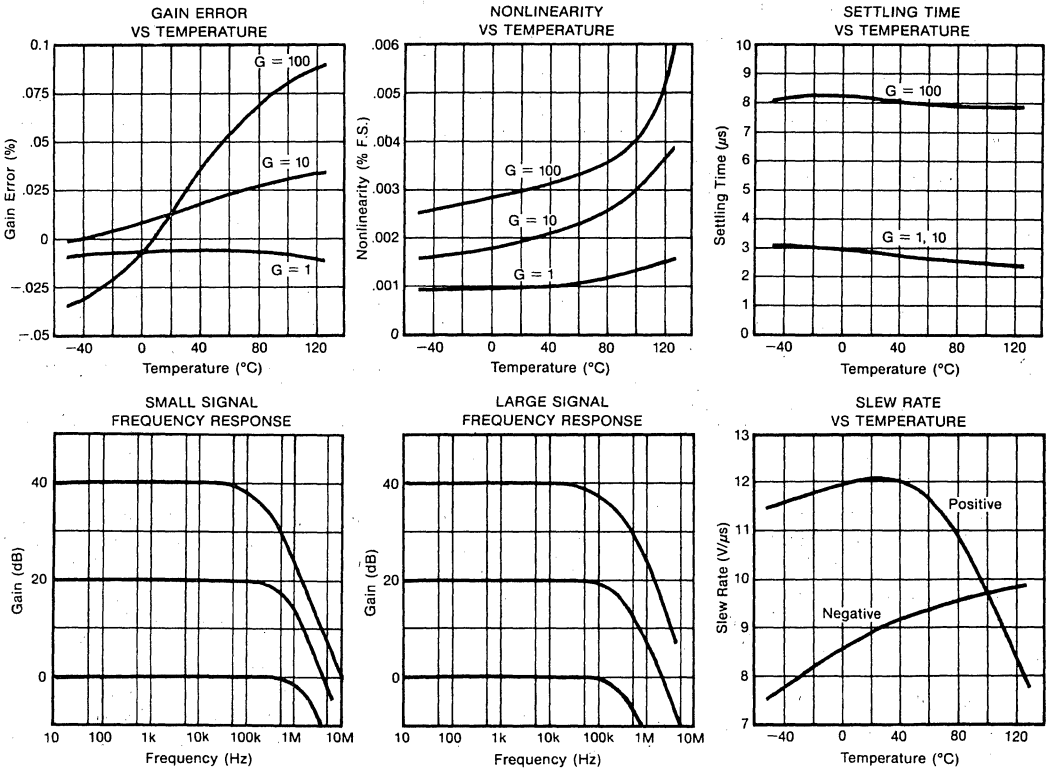 GAIN ERROR
VS TEMPERATURE
0.1
.075
.05
.025
0
−.025
−.05
Gain Error (%)
G = 100
G = 10
G = 1
−40 0 40 80 120
Temperature (°C)
NONLINEARITY
VS TEMPERATURE
.006
.005
.004
.003
.002
.001
0
Nonlinearity (% F.S.)
G = 100
G = 10
G = 1
−40 0 40 80 120
Temperature (°C)
SETTLING TIME
VS TEMPERATURE
10
9
8
7
6
5
4
3
2
1
0
Settling Time (µs)
G = 100
G = 1, 10
−40 0 40 80 120
Temperature (°C)
SMALL SIGNAL
FREQUENCY RESPONSE
40
20
0
Gain (dB)
10 100 1k 10k 100k 1M 10M
Frequency (Hz)
LARGE SIGNAL
FREQUENCY RESPONSE
40
20
0
Gain (dB)
10 100 1k 10k 100k 1M 10M
Frequency (Hz)
SLEW RATE
VS TEMPERATURE
13
12
11
10
9
8
7
Slew Rate (V/µs)
Positive
Negative
−40 0 40 80 120
Temperature (°C)